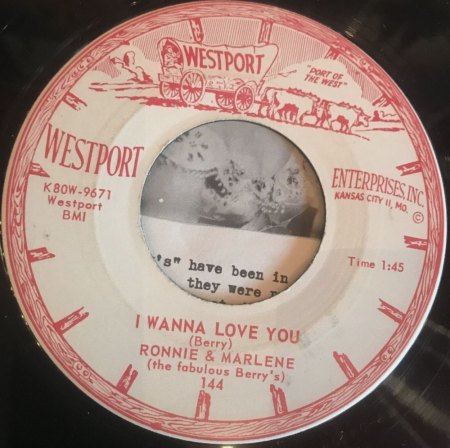 WESTPORT
"PORT OF
THE WEST"
WESTPORT
ENTERPRISES, INC.
KANSAS CITY 11, MO. ©
K80W-9671
Westport
BMI
Time 1:45
's" have been in
they were
I WANNA LOVE YOU
(Berry)
RONNIE & MARLENE
(the fabulous Berry's)
144